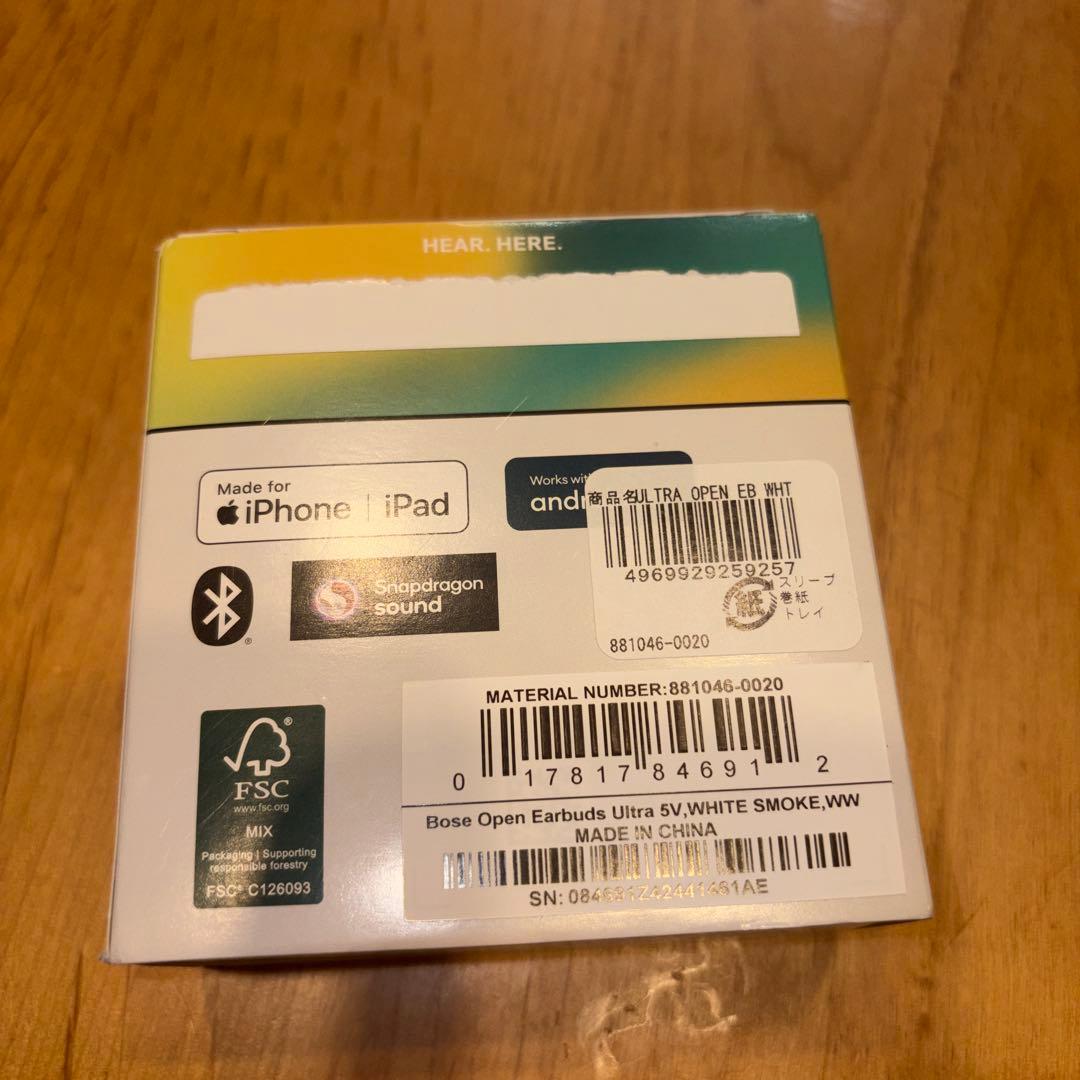 HEAR. HERE.
Made for
iPhone | iPad
Works with
商品名ULTRA OPEN EB WHT
4969929259257
紙
スリーブ
巻紙
トレイ
881046-0020
Snapdragon
sound
MATERIAL NUMBER:881046-0020
0 17817 84691 2
Bose Open Earbuds Ultra 5V,WHITE SMOKE,WW
MADE IN CHINA
FSC
www.fsc.org
MIX
Packaging | Supporting
responsible forestry
FSC® C126093